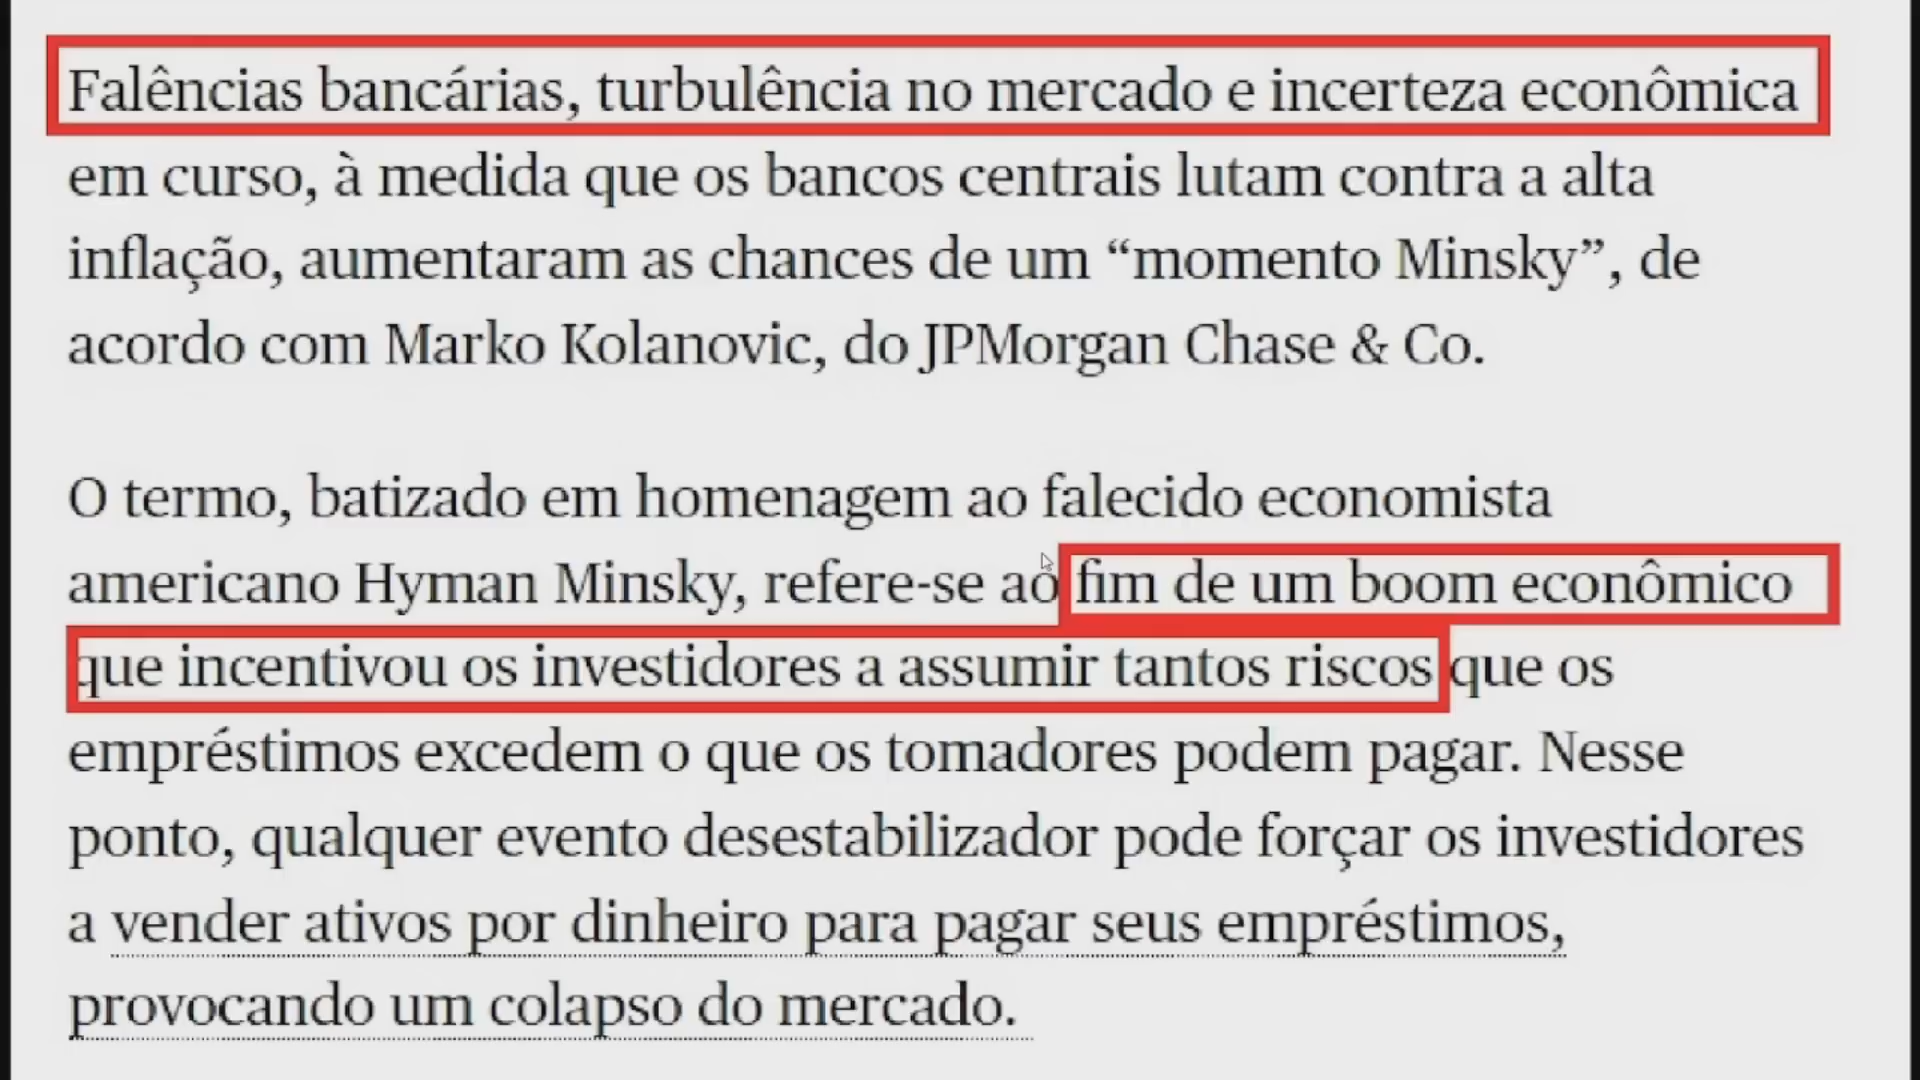 Falências bancárias, turbulência no mercado e incerteza econômica
em curso, à medida que os bancos centrais lutam contra a alta
inflação, aumentaram as chances de um “momento Minsky”, de
acordo com Marko Kolanovic, do JPMorgan Chase & Co.
O termo, batizado em homenagem ao falecido economista
americano Hyman Minsky, refere-se ao fim de um boom econômico
que incentivou os investidores a assumir tantos riscos que os
empréstimos excedem o que os tomadores podem pagar. Nesse
ponto, qualquer evento desestabilizador pode forçar os investidores
a vender ativos por dinheiro para pagar seus empréstimos,
provocando um colapso do mercado.